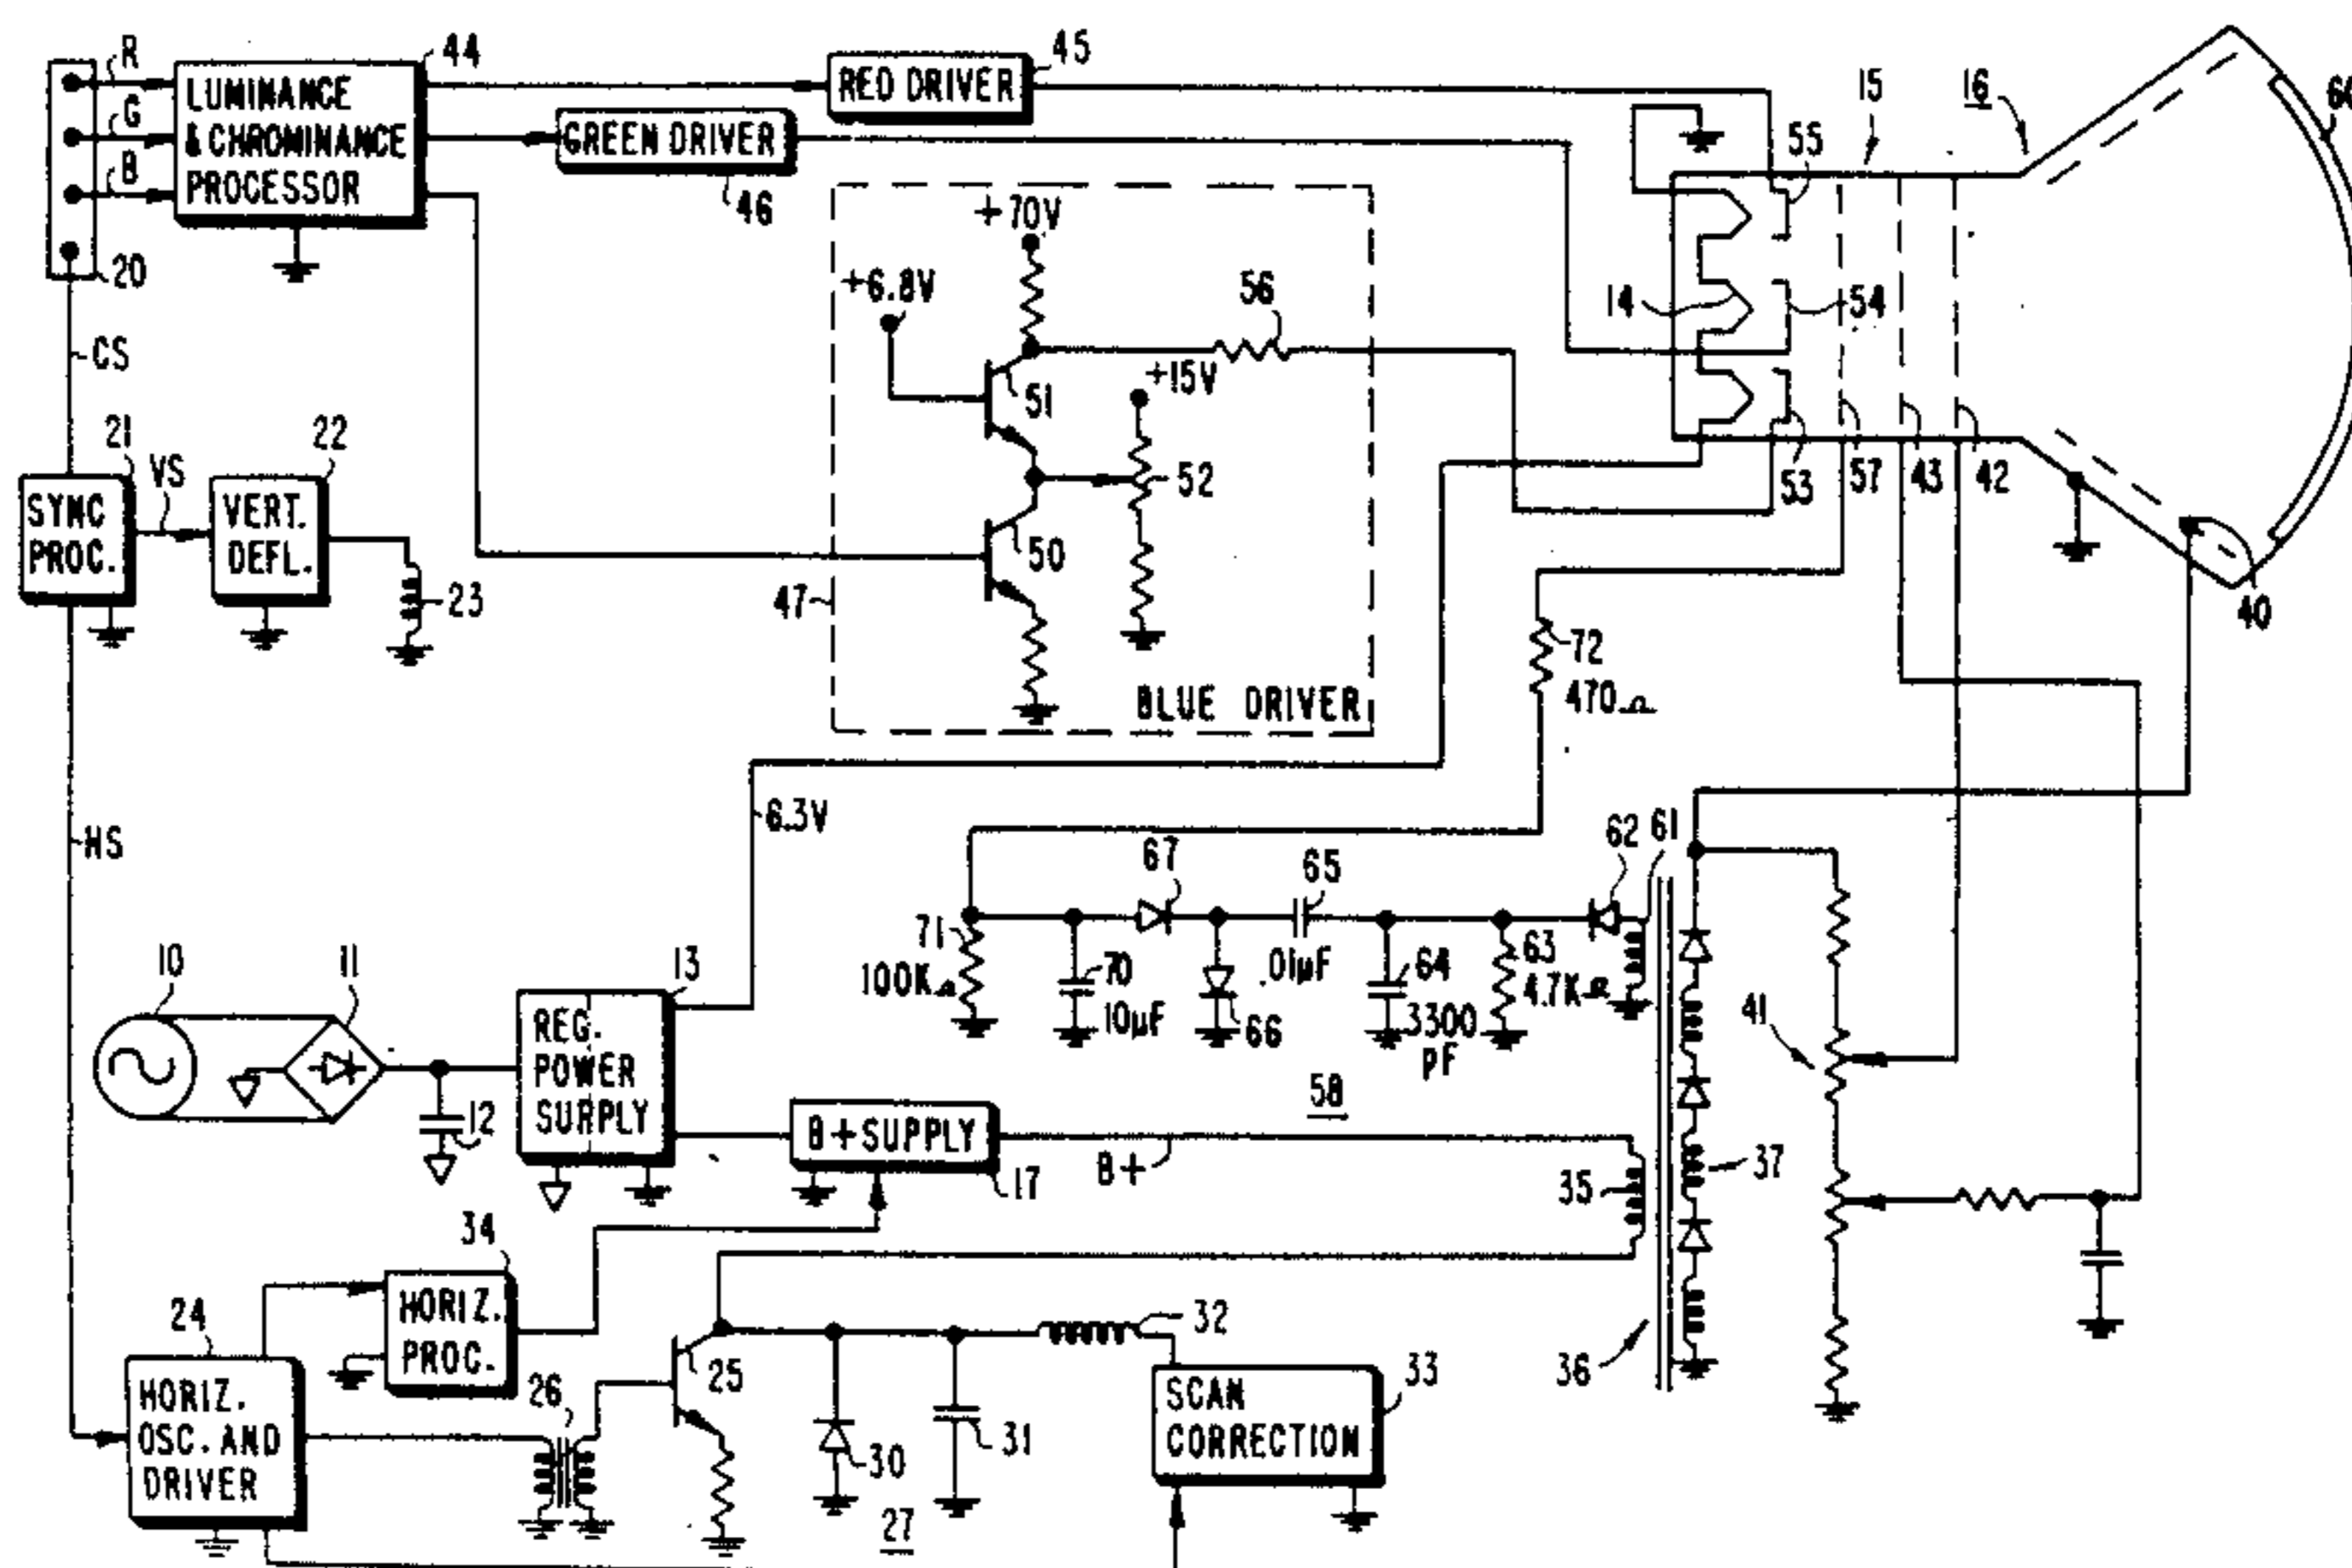 R
44
45
LUMINANCE
& CHROMINANCE
PROCESSOR
G
B
RED DRIVER
GREEN DRIVER
46
20
15
16
55
+70V
+6.8V
56
14
54
CS
51
+15V
21
VS
22
52
53
57
43
42
SYNC
PROC.
VERT.
DEFL.
50
23
47
40
72
470Ω
BLUE DRIVER
6.3V
HS
67
65
62
61
71
100KΩ
70
10µF
66
.01µF
64
3300
pF
63
4.7KΩ
10
11
13
41
REG.
POWER
SUPPLY
12
58
B+SUPPLY
B+
17
35
37
34
HORIZ.
PROC.
24
HORIZ.
OSC. AND
DRIVER
26
25
32
36
SCAN
CORRECTION
33
30
31
27